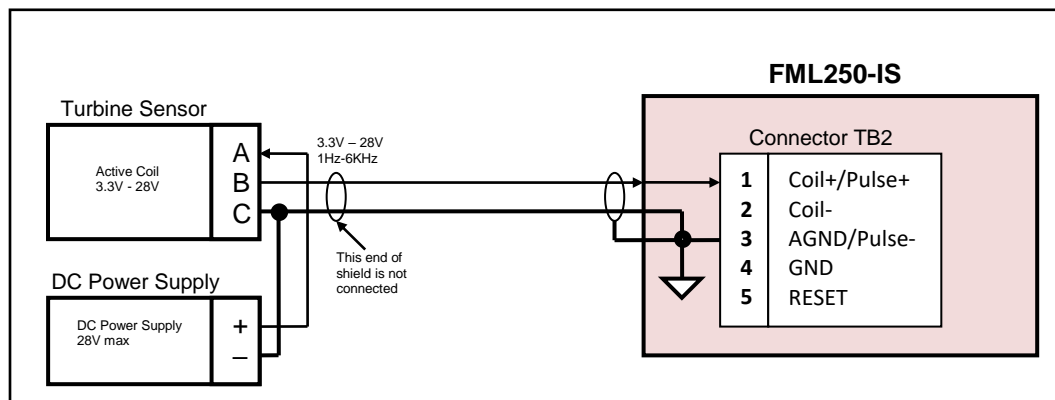 FML250-IS
Turbine Sensor
Active Coil
3.3V - 28V
A
B
C
3.3V – 28V
1Hz-6KHz
This end of
shield is not
connected
DC Power Supply
DC Power Supply
28V max
+
–
Connector TB2
1 Coil+/Pulse+
2 Coil-
3 AGND/Pulse-
4 GND
5 RESET